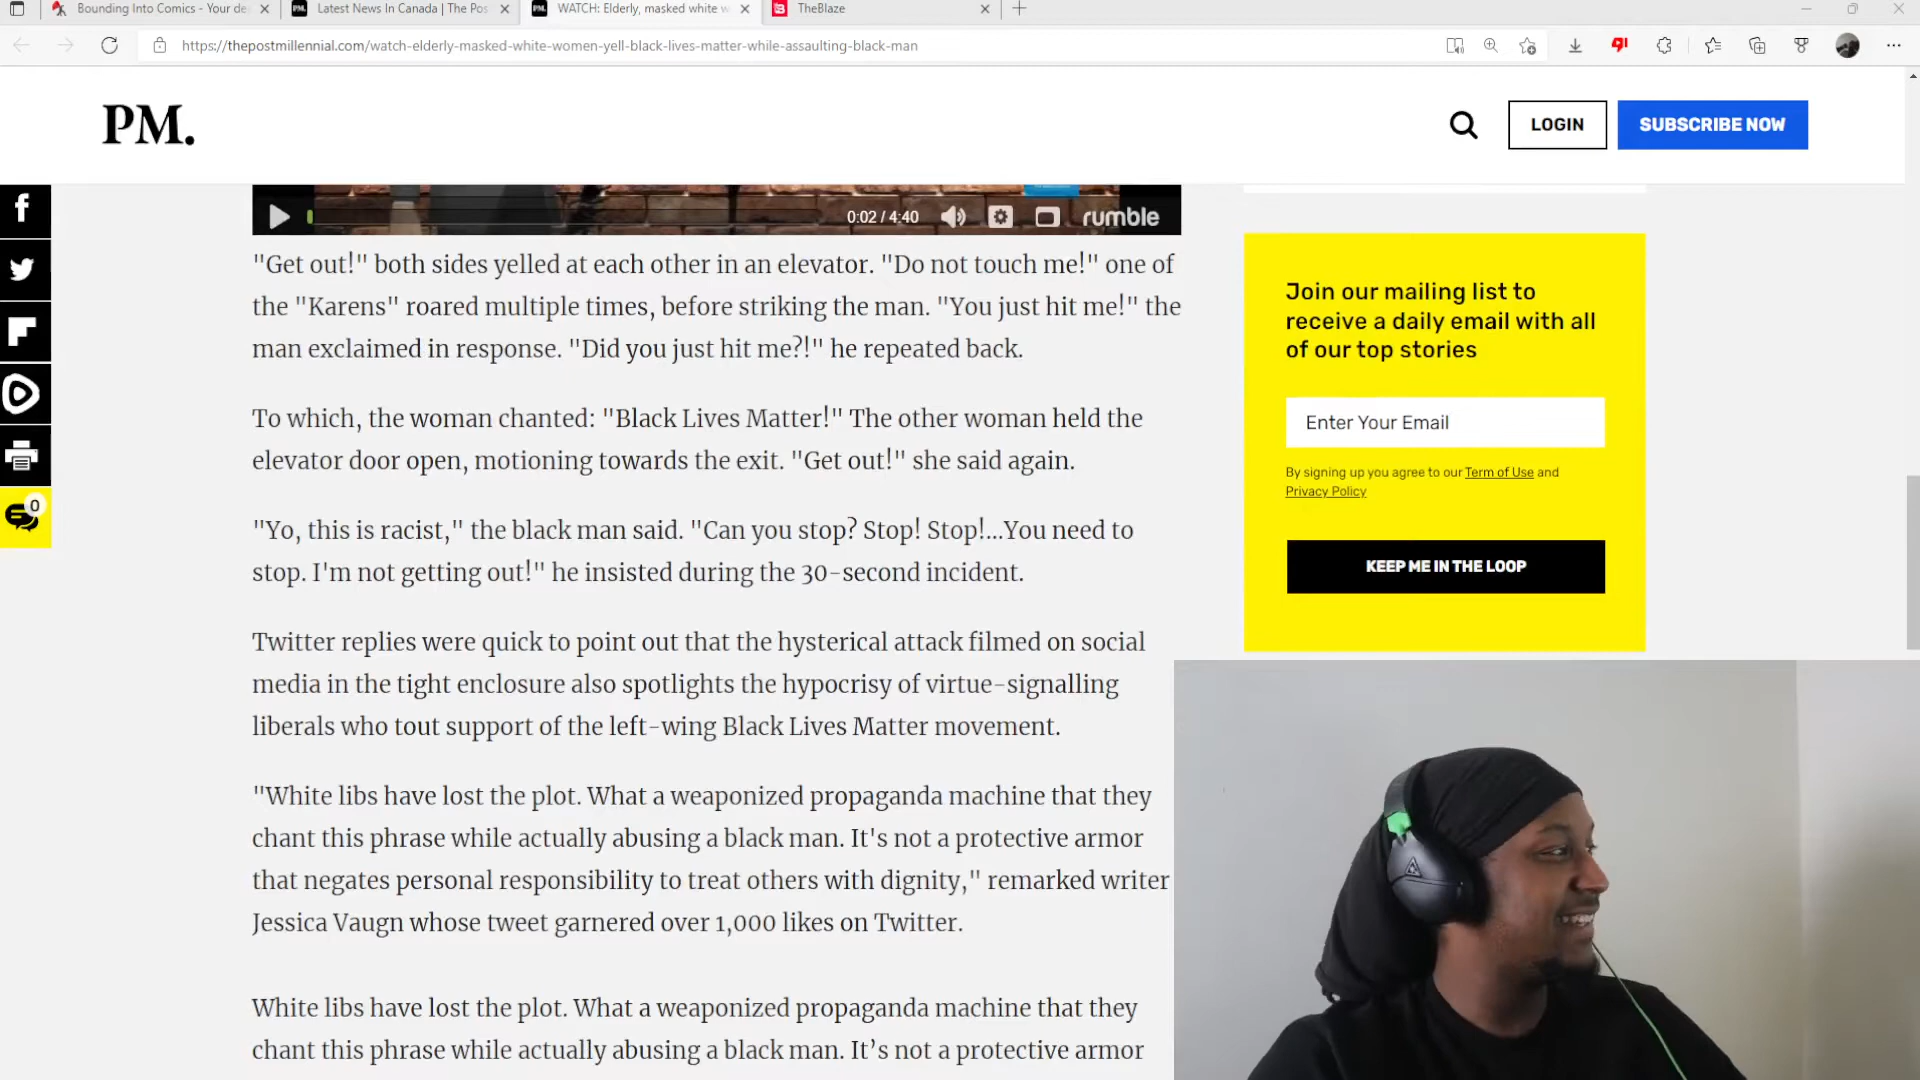 Bounding Into Comics - Your de
Latest News In Canada | The Pos
WATCH: Elderly, masked white w
TheBlaze
https://thepostmillennial.com/watch-elderly-masked-white-women-yell-black-lives-matter-while-assaulting-black-man
PM.
LOGIN
SUBSCRIBE NOW
0:02 / 4:40
rumble
"Get out!" both sides yelled at each other in an elevator. "Do not touch me!" one of
the "Karens" roared multiple times, before striking the man. "You just hit me!" the
man exclaimed in response. "Did you just hit me?!" he repeated back.
To which, the woman chanted: "Black Lives Matter!" The other woman held the
elevator door open, motioning towards the exit. "Get out!" she said again.
"Yo, this is racist," the black man said. "Can you stop? Stop! Stop!...You need to
stop. I'm not getting out!" he insisted during the 30-second incident.
Twitter replies were quick to point out that the hysterical attack filmed on social
media in the tight enclosure also spotlights the hypocrisy of virtue-signalling
liberals who tout support of the left-wing Black Lives Matter movement.
"White libs have lost the plot. What a weaponized propaganda machine that they
chant this phrase while actually abusing a black man. It's not a protective armor
that negates personal responsibility to treat others with dignity," remarked writer
Jessica Vaugn whose tweet garnered over 1,000 likes on Twitter.
White libs have lost the plot. What a weaponized propaganda machine that they
chant this phrase while actually abusing a black man. It’s not a protective armor
0
Join our mailing list to
receive a daily email with all
of our top stories
Enter Your Email
By signing up you agree to our Term of Use and
Privacy Policy
KEEP ME IN THE LOOP